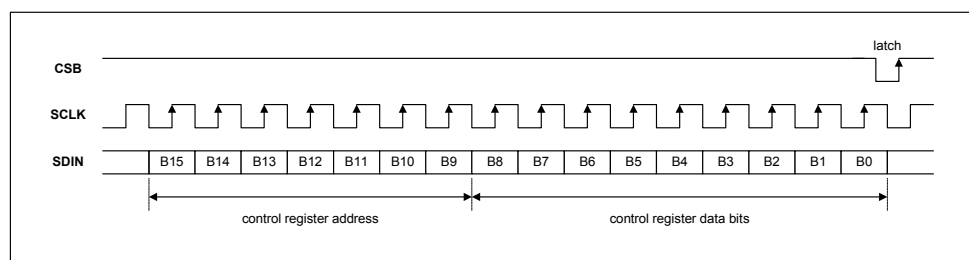 latch
CSB
SCLK
SDIN B15 B14 B13 B12 B11 B10 B9 B8 B7 B6 B5 B4 B3 B2 B1 B0
control register address control register data bits